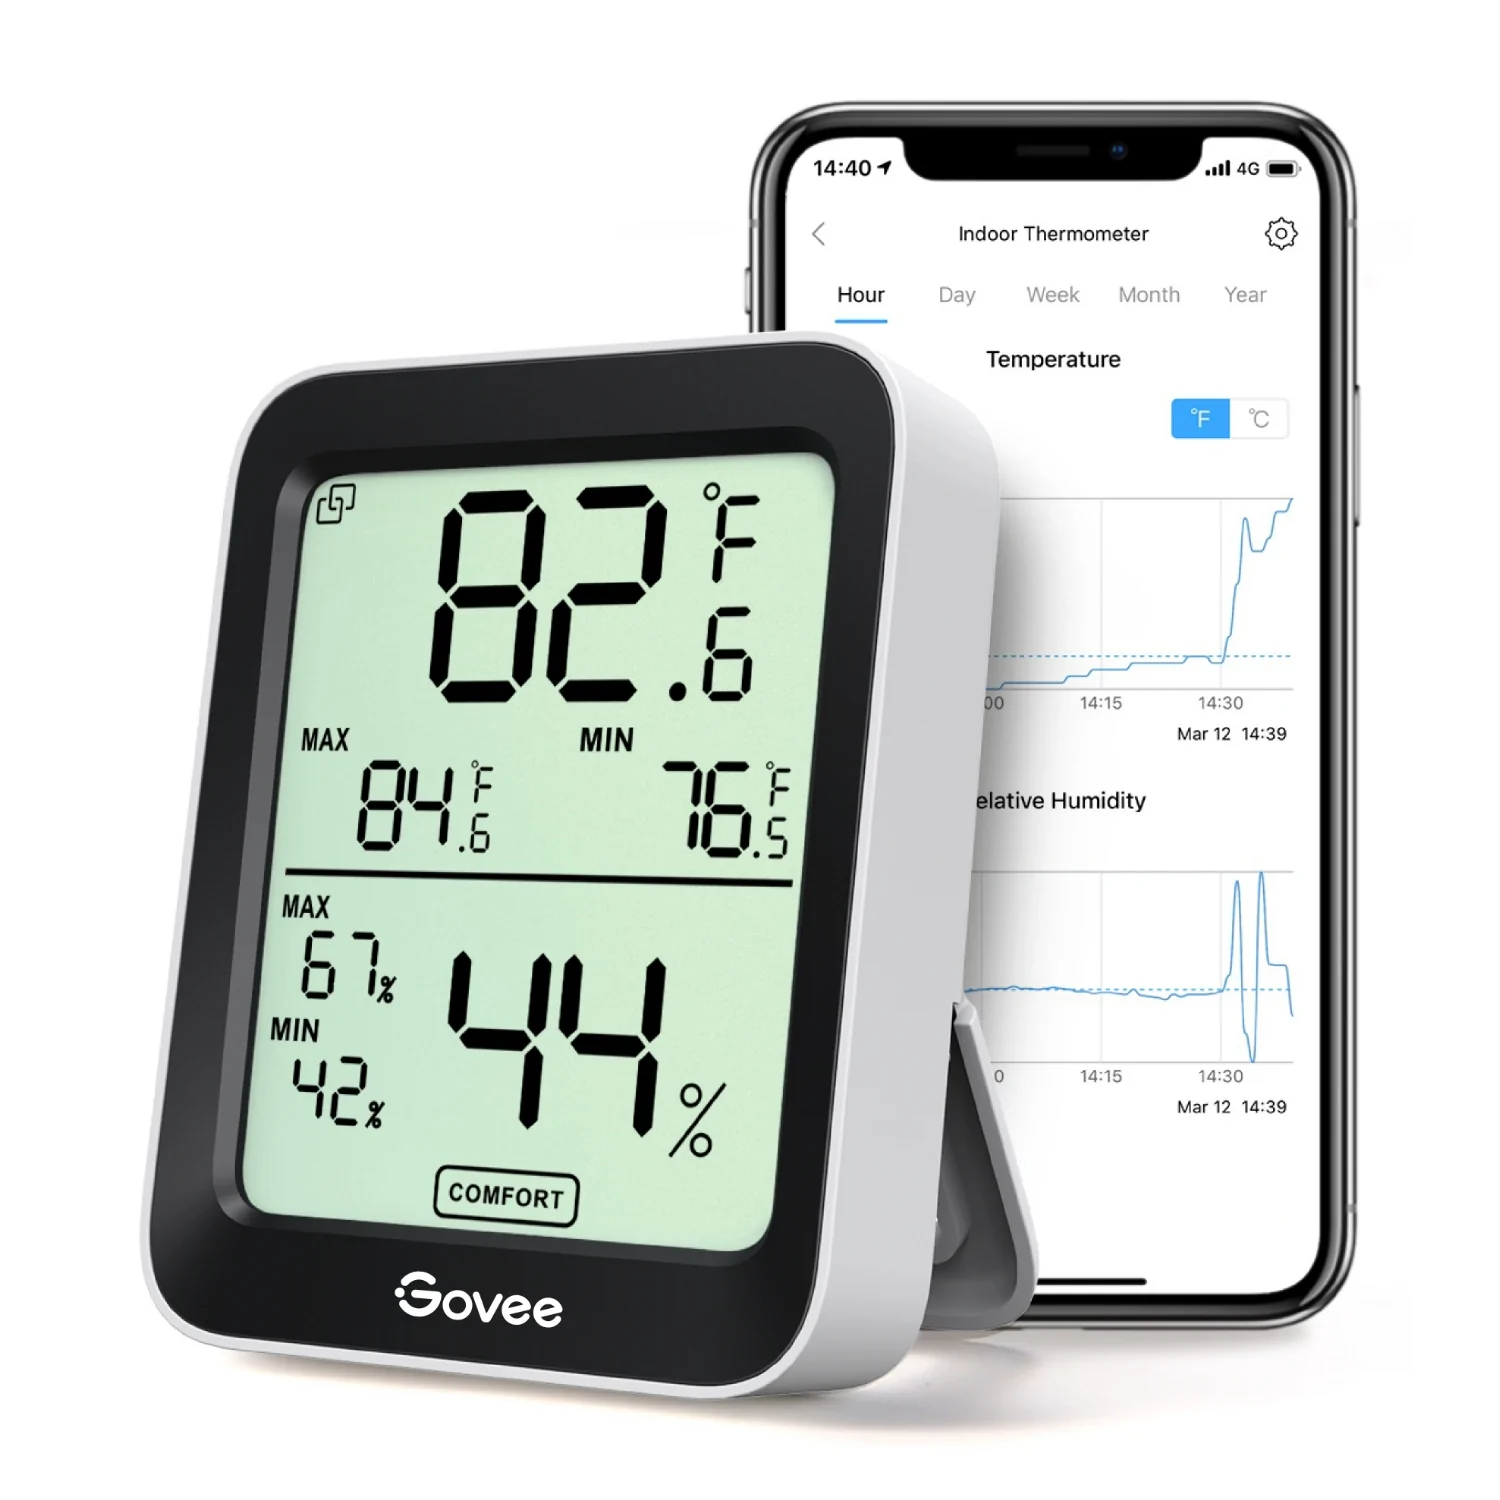 14:40
4G
Indoor Thermometer
Hour Day Week Month Year
Temperature
°F °C
00 14:15 14:30
Mar 12 14:39
elative Humidity
0 14:15 14:30
Mar 12 14:39
82.6 °F
MAX MIN
84.6 °F 76.5 °F
MAX
67%
MIN
42%
44%
COMFORT
Govee